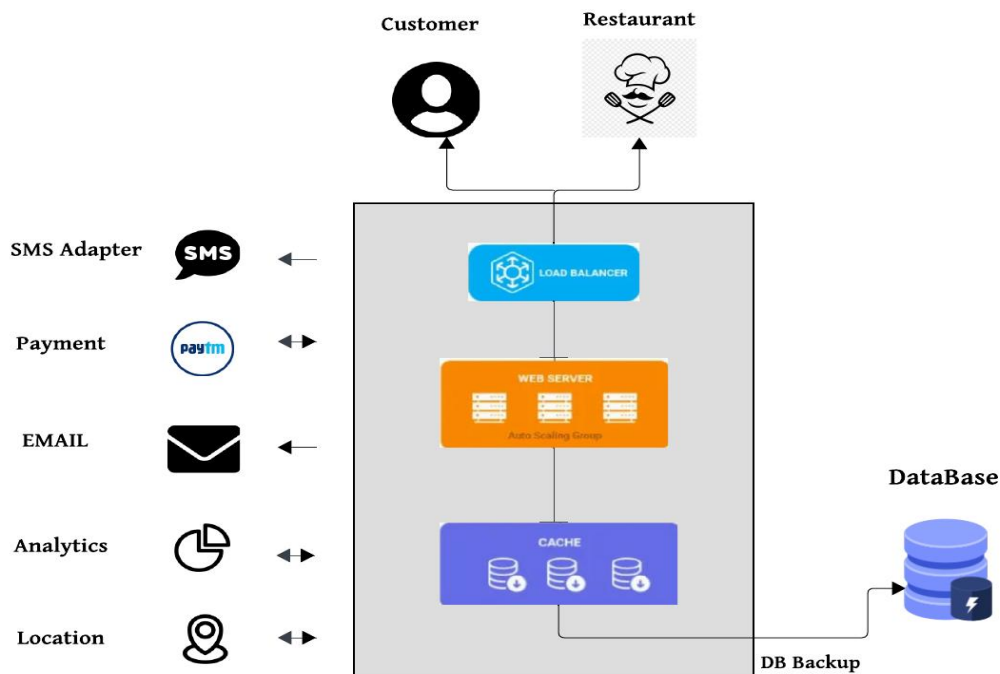 Customer
Restaurant
SMS Adapter
SMS
LOAD BALANCER
Payment
paytm
WEB SERVER
Auto Scaling Group
EMAIL
DataBase
Analytics
CACHE
Location
DB Backup